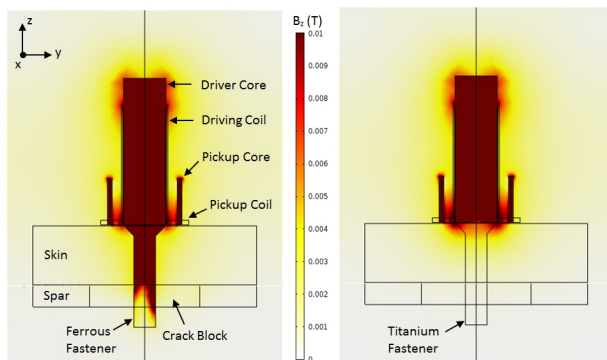 z
y
x
B_z (T)
0.01
0.009
0.008
0.007
0.006
0.005
0.004
0.003
0.002
0.001
0
Driver Core
Driving Coil
Pickup Core
Pickup Coil
Skin
Spar
Ferrous
Fastener
Crack Block
Titanium
Fastener